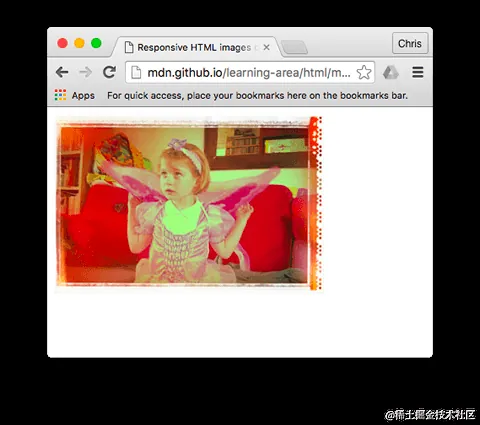 Responsive HTML images
Chris
mdn.github.io/learning-area/html/m...
Apps For quick access, place your bookmarks here on the bookmarks bar.
@稀土掘金技术社区